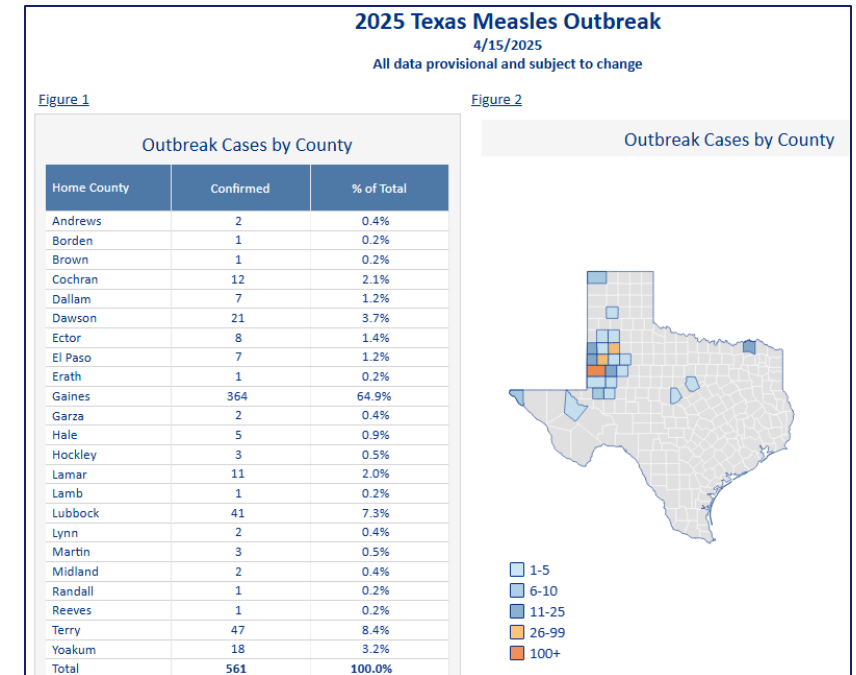 2025 Texas Measles Outbreak
4/15/2025
All data provisional and subject to change
Figure 1
Outbreak Cases by County
Home County Confirmed % of Total
Andrews 2 0.4%
Borden 1 0.2%
Brown 1 0.2%
Cochran 12 2.1%
Dallam 7 1.2%
Dawson 21 3.7%
Ector 8 1.4%
El Paso 7 1.2%
Erath 1 0.2%
Gaines 364 64.9%
Garza 2 0.4%
Hale 5 0.9%
Hockley 3 0.5%
Lamar 11 2.0%
Lamb 1 0.2%
Lubbock 41 7.3%
Lynn 2 0.4%
Martin 3 0.5%
Midland 2 0.4%
Randall 1 0.2%
Reeves 1 0.2%
Terry 47 8.4%
Yoakum 18 3.2%
Total 561 100.0%
Figure 2
Outbreak Cases by County
1-5
6-10
11-25
26-99
100+